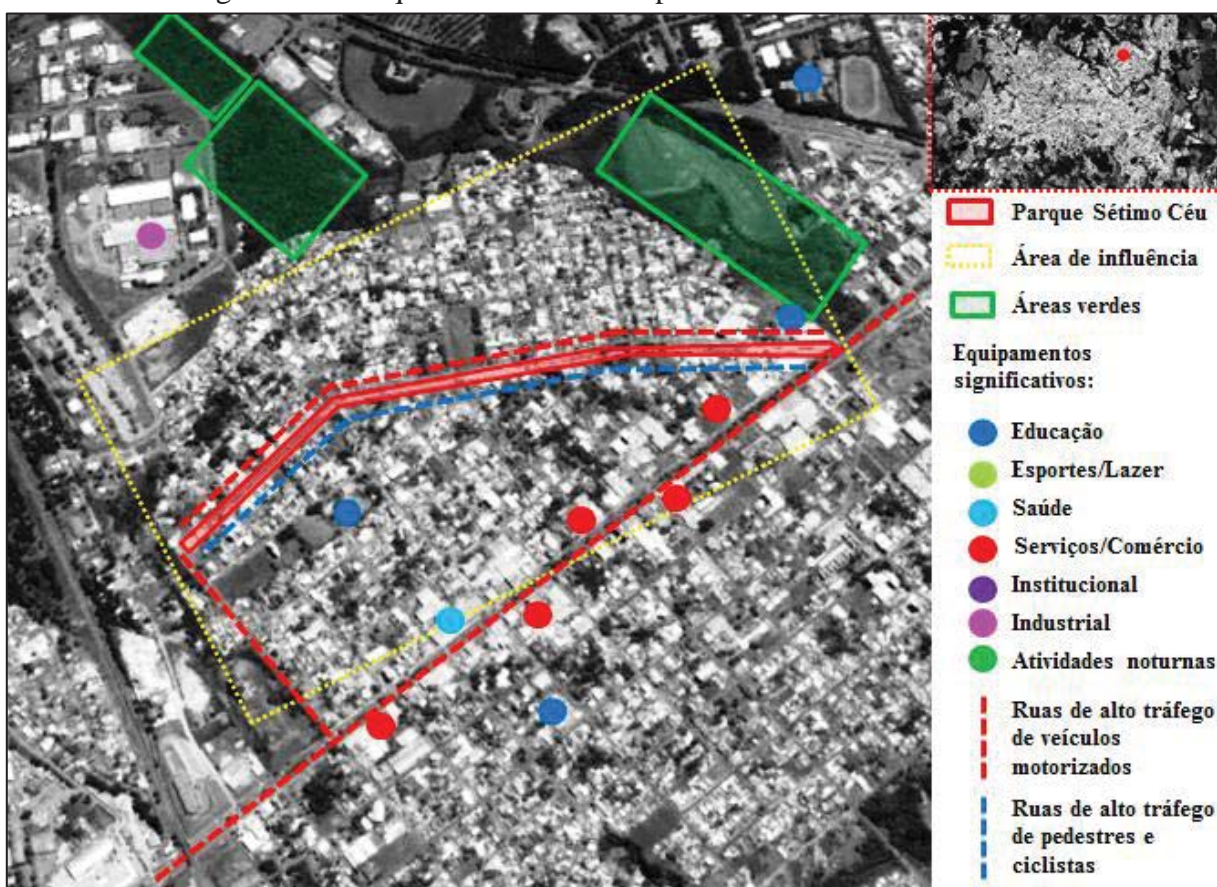 Parque Sétimo Céu
Área de influência
Áreas verdes
Equipamentos
significativos:
Educação
Esportes/Lazer
Saúde
Serviços/Comércio
Institucional
Industrial
Atividades noturnas
Ruas de alto tráfego
de veículos
motorizados
Ruas de alto tráfego
de pedestres e
ciclistas